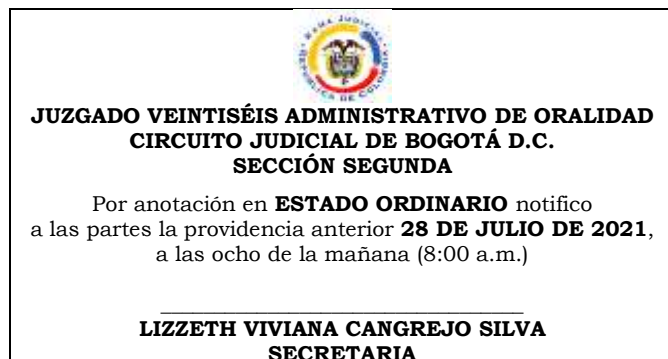 JUZGADO VEINTISÉIS ADMINISTRATIVO DE ORALIDAD
CIRCUITO JUDICIAL DE BOGOTÁ D.C.
SECCIÓN SEGUNDA
Por anotación en ESTADO ORDINARIO notifico
a las partes la providencia anterior 28 DE JULIO DE 2021,
a las ocho de la mañana (8:00 a.m.)
LIZZETH VIVIANA CANGREJO SILVA
SECRETARIA